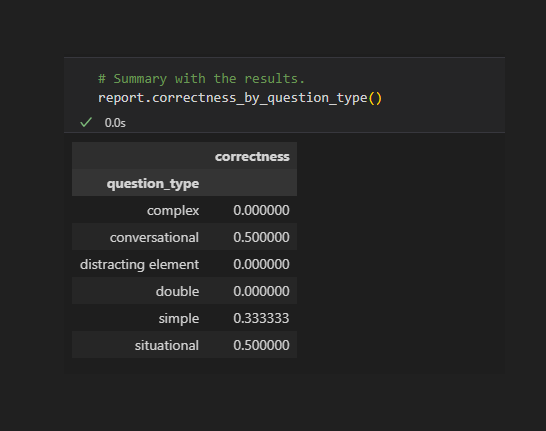 # Summary with the results.
report.correctness_by_question_type()
0.0s
correctness
question_type
complex 0.000000
conversational 0.500000
distracting element 0.000000
double 0.000000
simple 0.333333
situational 0.500000